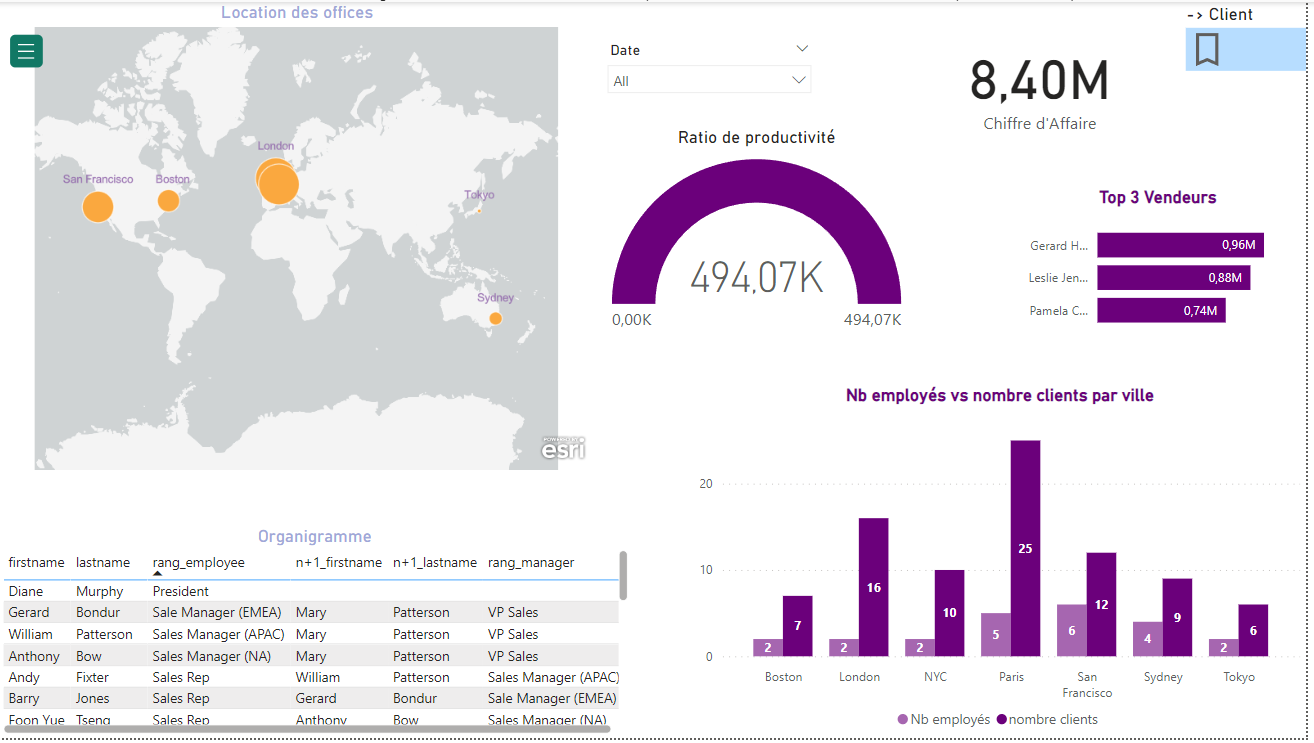 Location des offices
London
San Francisco
Boston
Tokyo
Sydney
POWERED BY
esri
Date
All
-> Client
8,40M
Chiffre d'Affaire
Ratio de productivité
494,07K
0,00K
494,07K
Top 3 Vendeurs
Gerard H... 0,96M
Leslie Jen... 0,88M
Pamela C... 0,74M
Nb employés vs nombre clients par ville
20
10
0
2 7 2 16 2 10 5 25 6 12 4 9 2 6
Boston London NYC Paris San Francisco Sydney Tokyo
Nb employés nombre clients
Organigramme
firstname lastname rang_employee n+1_firstname n+1_lastname rang_manager
Diane Murphy President
Gerard Bondur Sale Manager (EMEA) Mary Patterson VP Sales
William Patterson Sales Manager (APAC) Mary Patterson VP Sales
Anthony Bow Sales Manager (NA) Mary Patterson VP Sales
Andy Fixter Sales Rep William Patterson Sales Manager (APAC)
Barry Jones Sales Rep Gerard Bondur Sale Manager (EMEA)
Foon Yue Tseng Sales Rep Anthony Bow Sales Manager (NA)